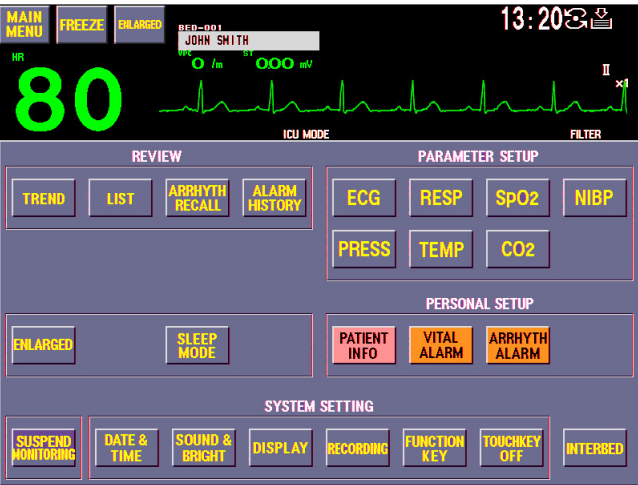 MAIN MENU
FREEZE
ENLARGED
BED-001
JOHN SMITH
13:20
HR
80
VPC
0 /m
ST
0.00 mV
II
×1
ICU MODE
FILTER
REVIEW
PARAMETER SETUP
TREND
LIST
ARRHYTH RECALL
ALARM HISTORY
ECG
RESP
SpO2
NIBP
PRESS
TEMP
CO2
PERSONAL SETUP
ENLARGED
SLEEP MODE
PATIENT INFO
VITAL ALARM
ARRHYTH ALARM
SYSTEM SETTING
SUSPEND MONITORING
DATE & TIME
SOUND & BRIGHT
DISPLAY
RECORDING
FUNCTION KEY
TOUCHKEY OFF
INTERBED